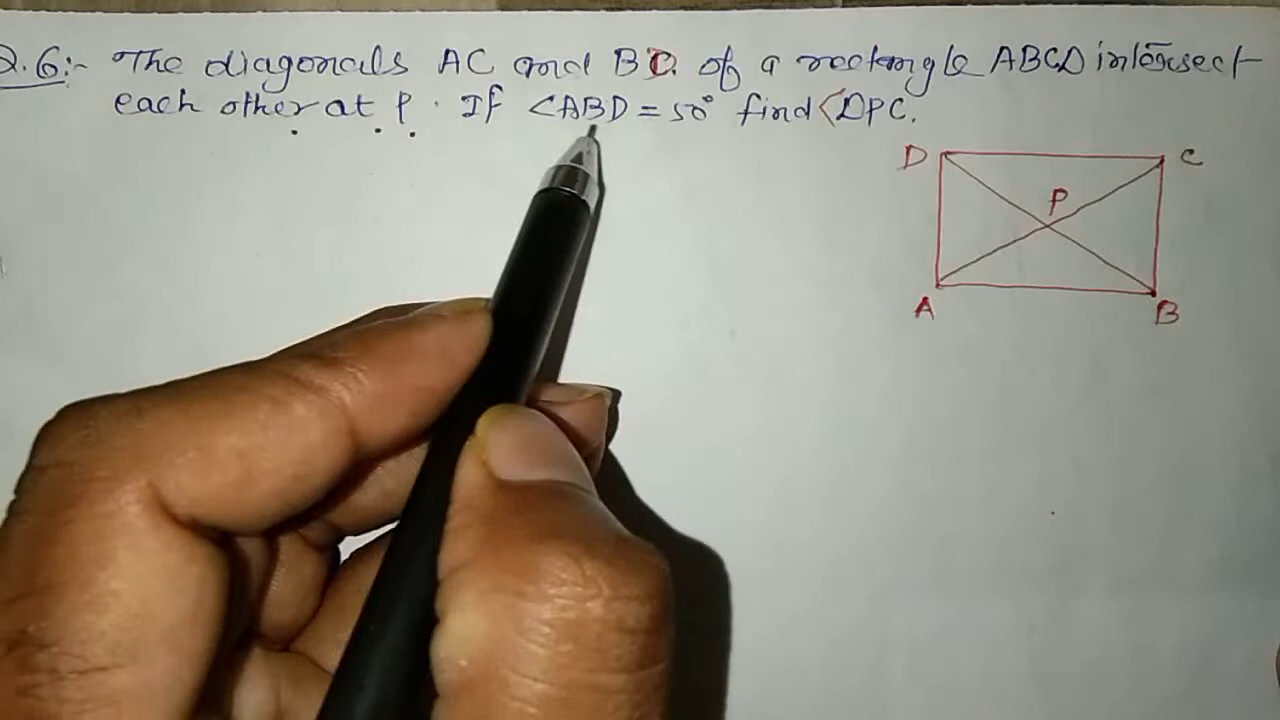 Q.6:- The diagonals AC and BD. of a rectangle ABCD intersect
each other at P. If <ABD = 50° find <DPC.
D
C
P
A
B